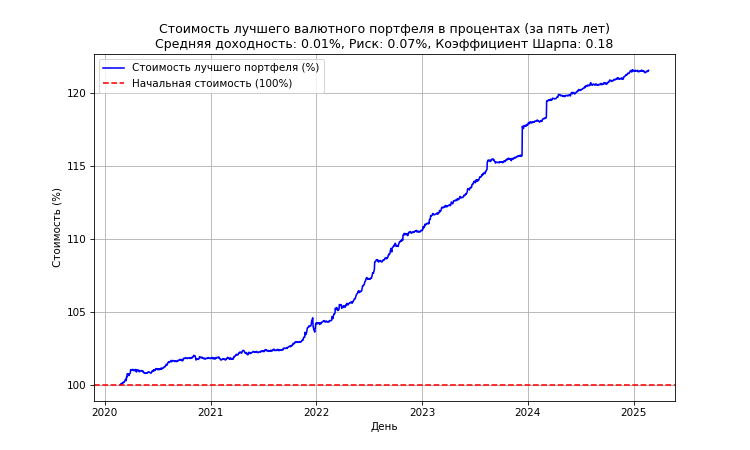 Стоимость лучшего валютного портфеля в процентах (за пять лет)
Средняя доходность: 0.01%, Риск: 0.07%, Коэффициент Шарпа: 0.18
Стоимость лучшего портфеля (%)
Начальная стоимость (100%)
Стоимость (%)
120
115
110
105
100
2020
2021
2022
2023
2024
2025
День